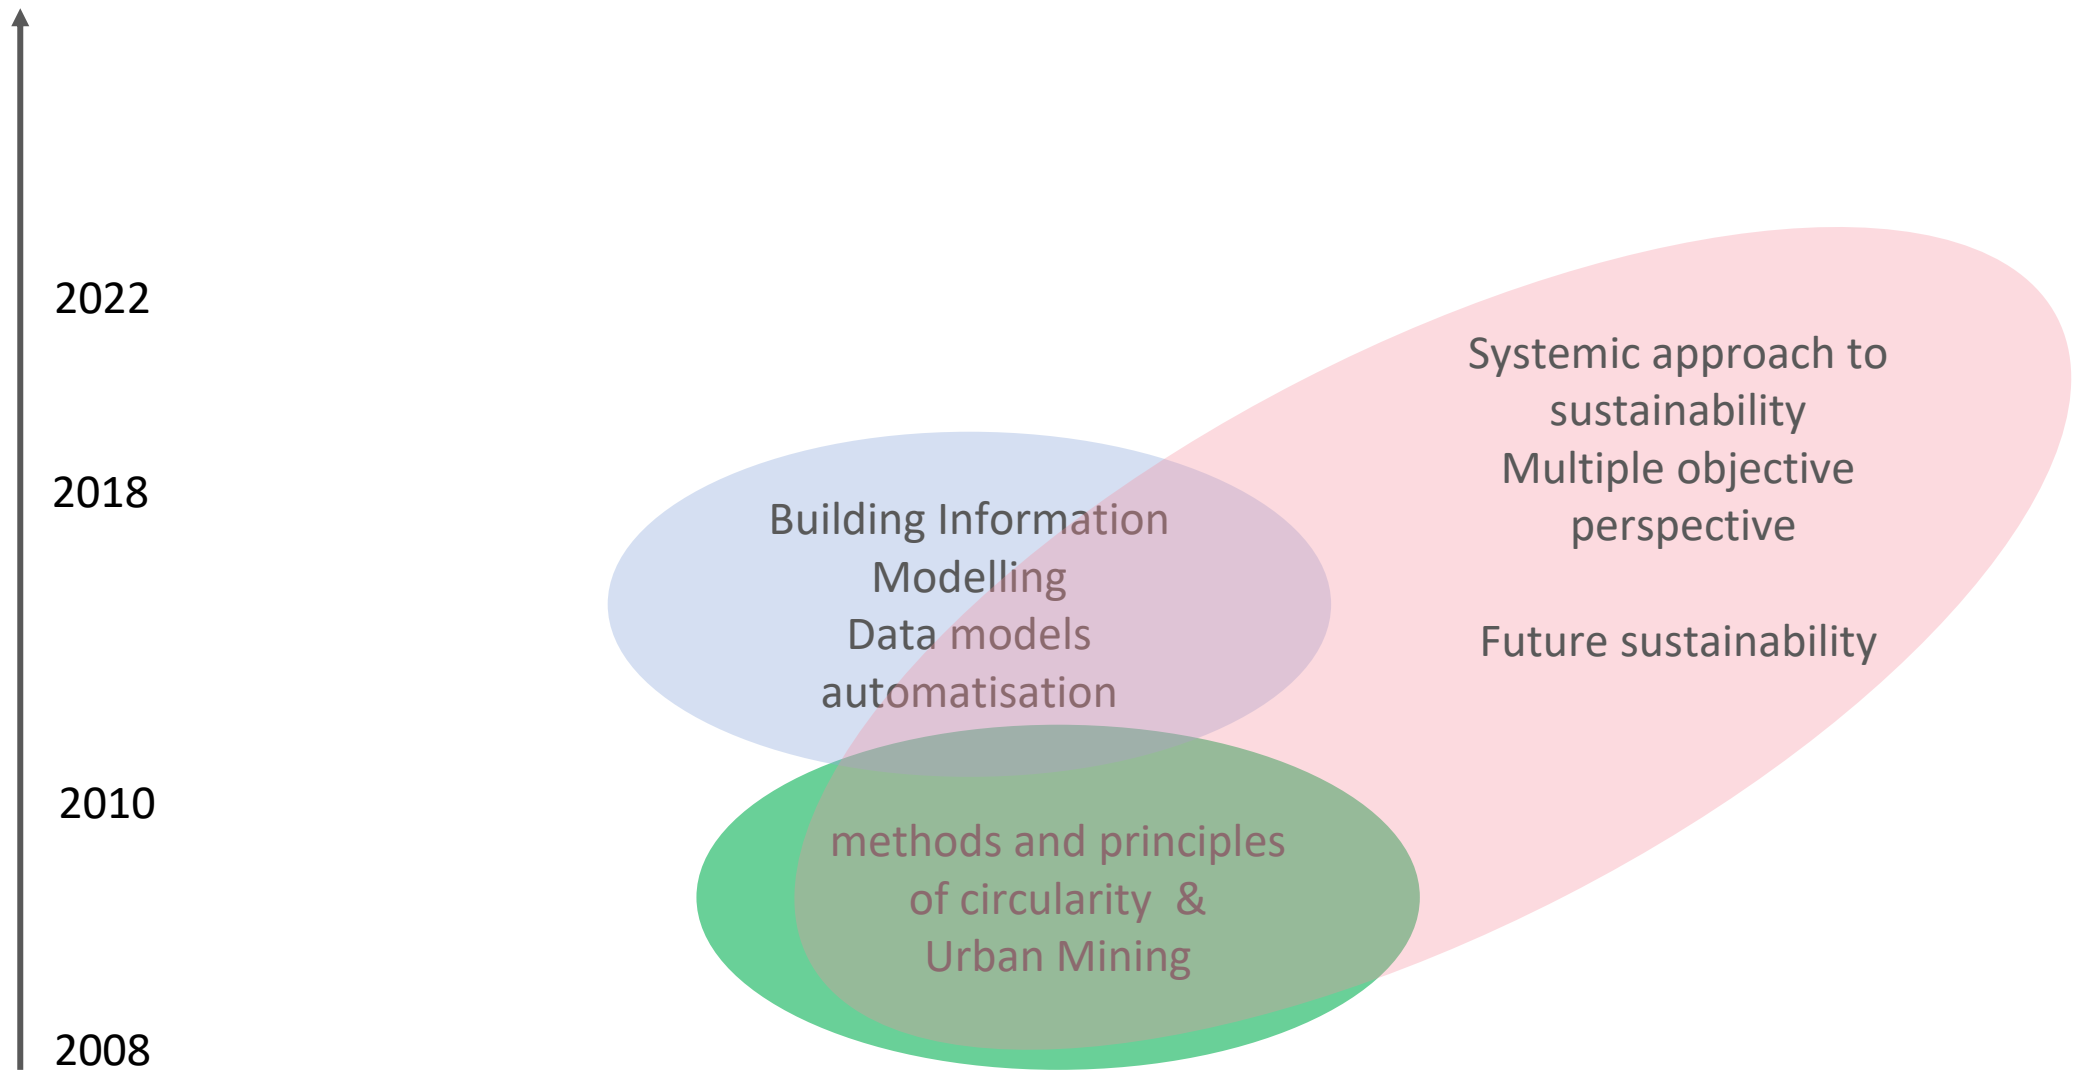 2022
2018
2010
2008
Systemic approach to
sustainability
Multiple objective
perspective
Future sustainability
Building Information
Modelling
Data models
automatisation
methods and principles
of circularity &
Urban Mining